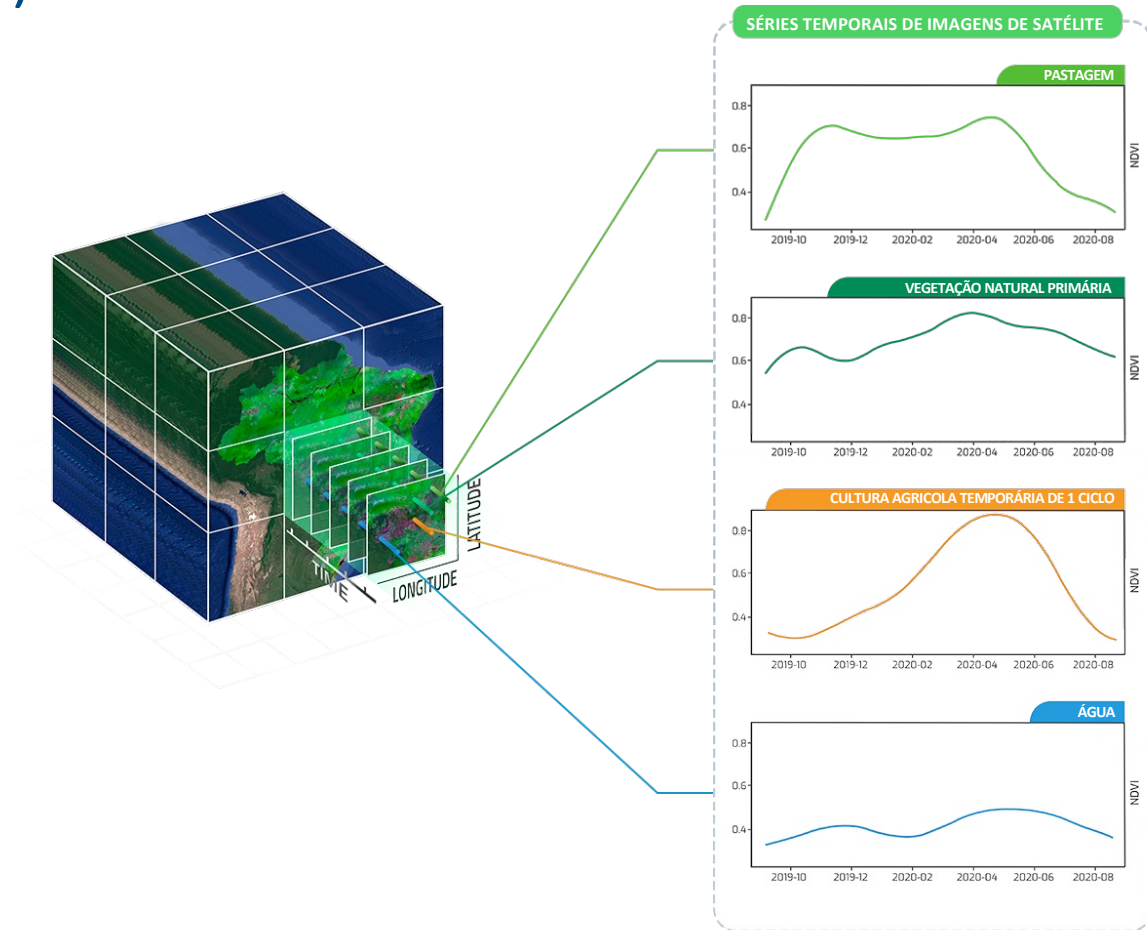 SÉRIES TEMPORAIS DE IMAGENS DE SATÉLITE
PASTAGEM
0.8
0.6
0.4
NDVI
2019-10 2019-12 2020-02 2020-04 2020-06 2020-08
VEGETAÇÃO NATURAL PRIMÁRIA
0.8
0.6
0.4
NDVI
2019-10 2019-12 2020-02 2020-04 2020-06 2020-08
CULTURA AGRICOLA TEMPORÁRIA DE 1 CICLO
0.8
0.6
0.4
NDVI
2019-10 2019-12 2020-02 2020-04 2020-06 2020-08
ÁGUA
0.8
0.6
0.4
NDVI
2019-10 2019-12 2020-02 2020-04 2020-06 2020-08
LATITUDE
LONGITUDE
TIME